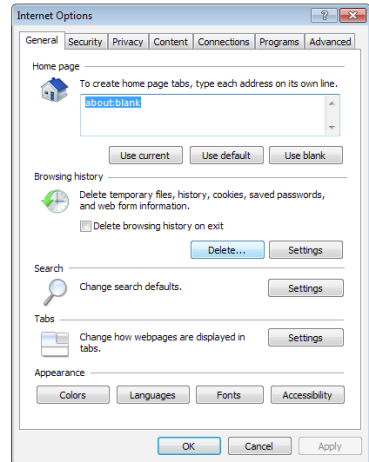 Internet Options
General Security Privacy Content Connections Programs Advanced
Home page
To create home page tabs, type each address on its own line.
about:blank
Use current Use default Use blank
Browsing history
Delete temporary files, history, cookies, saved passwords,
and web form information.
Delete browsing history on exit
Delete... Settings
Search
Change search defaults. Settings
Tabs
Change how webpages are displayed in Settings
tabs.
Appearance
Colors Languages Fonts Accessibility
OK Cancel Apply